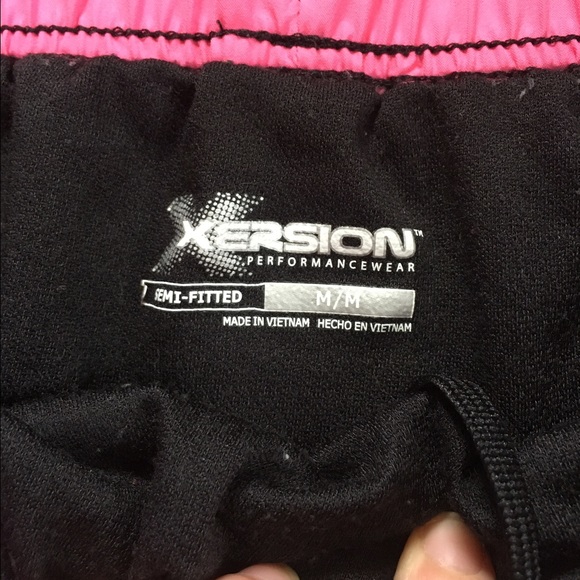 XERSION™
PERFORMANCEWEAR
SEMI-FITTED M/M
MADE IN VIETNAM HECHO EN VIETNAM